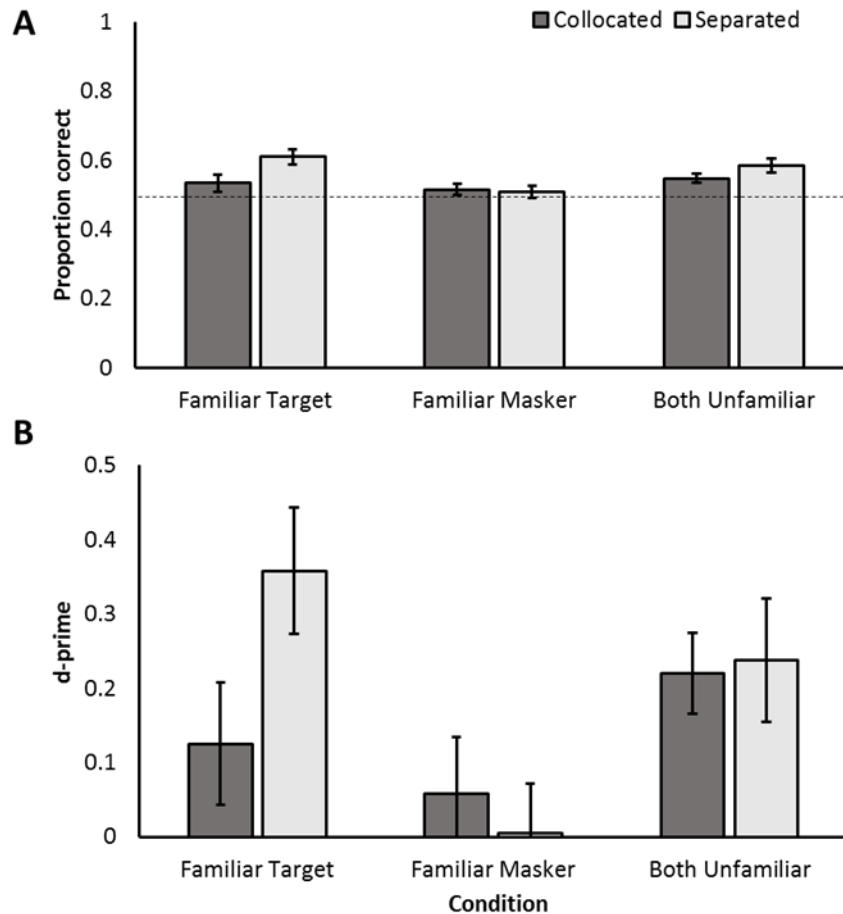 A
Collocated Separated
1
0.8
0.6
0.4
0.2
0
Proportion correct
Familiar Target Familiar Masker Both Unfamiliar
B
0.5
0.4
0.3
0.2
0.1
0
d-prime
Familiar Target Familiar Masker Both Unfamiliar
Condition